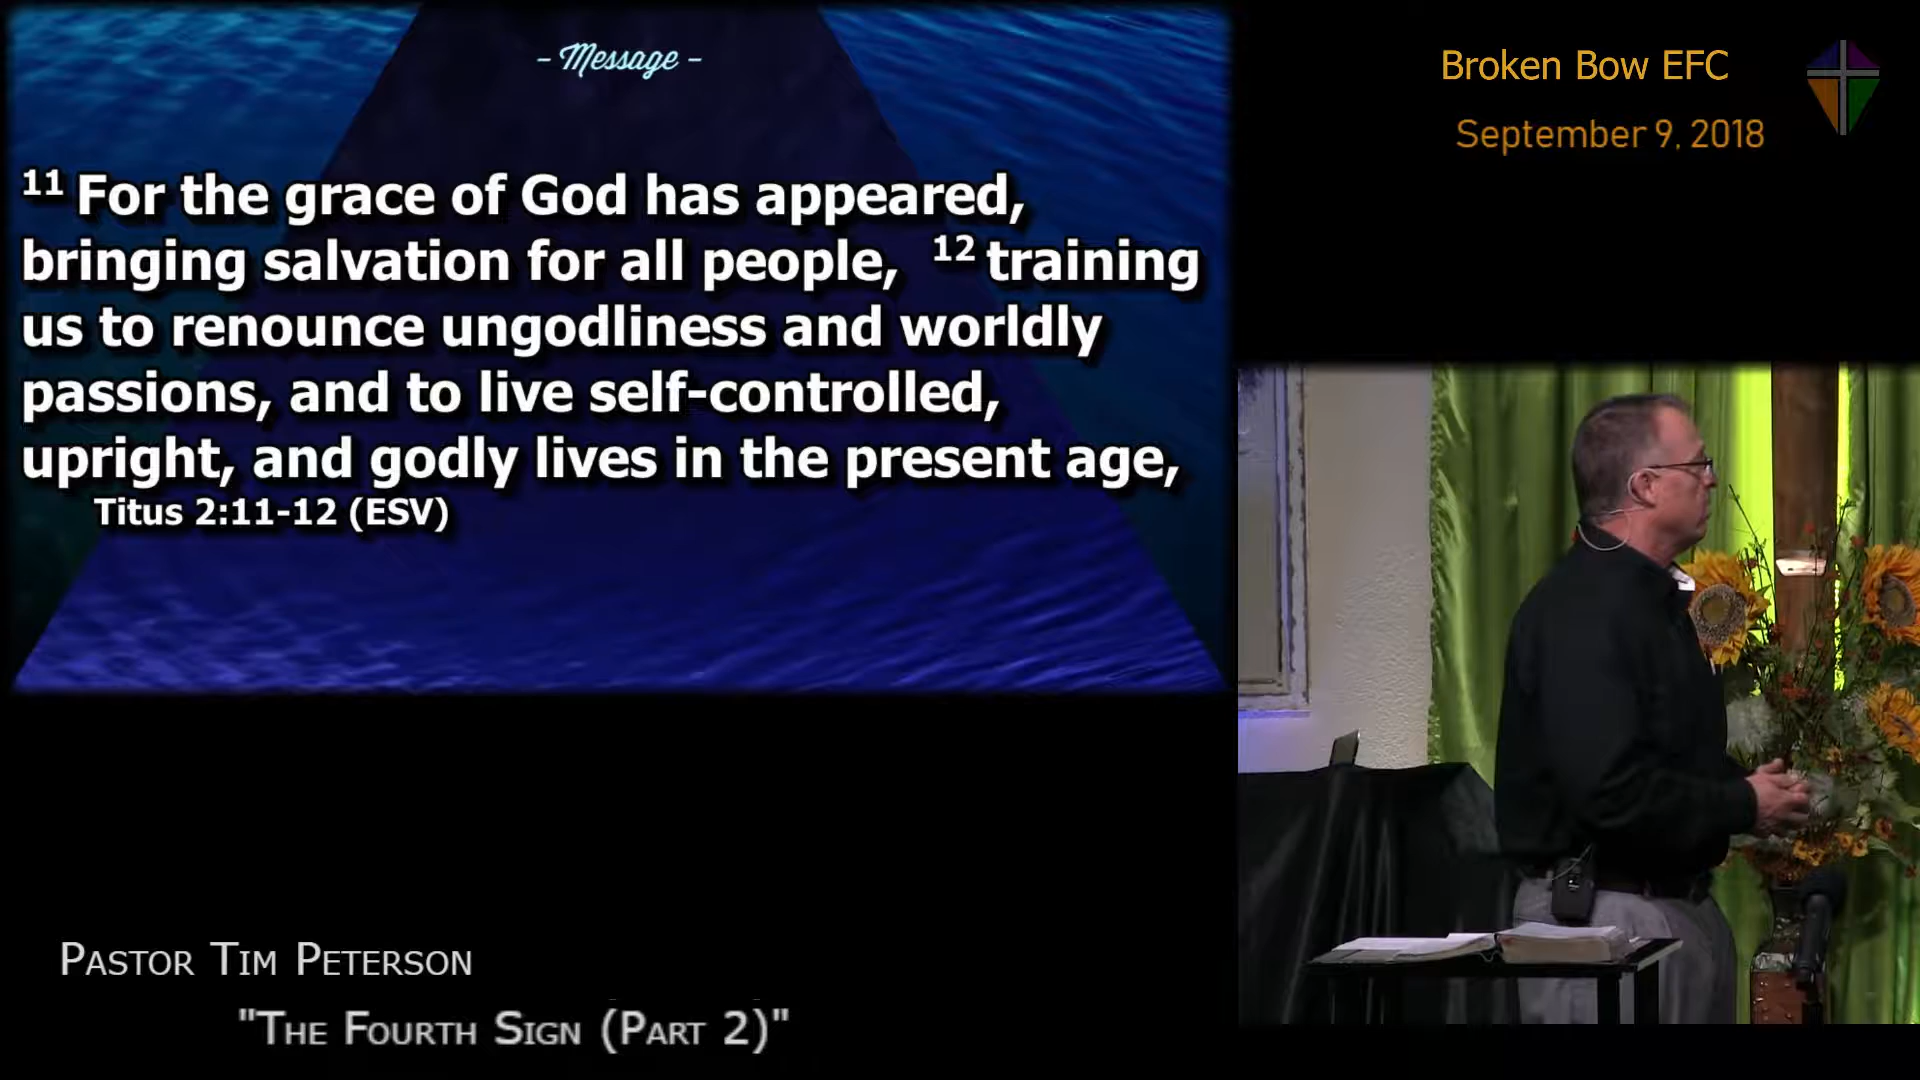 - Message -
11 For the grace of God has appeared,
bringing salvation for all people, 12 training
us to renounce ungodliness and worldly
passions, and to live self-controlled,
upright, and godly lives in the present age,
Titus 2:11-12 (ESV)
Broken Bow EFC
September 9, 2018
Pastor Tim Peterson
"The Fourth Sign (Part 2)"